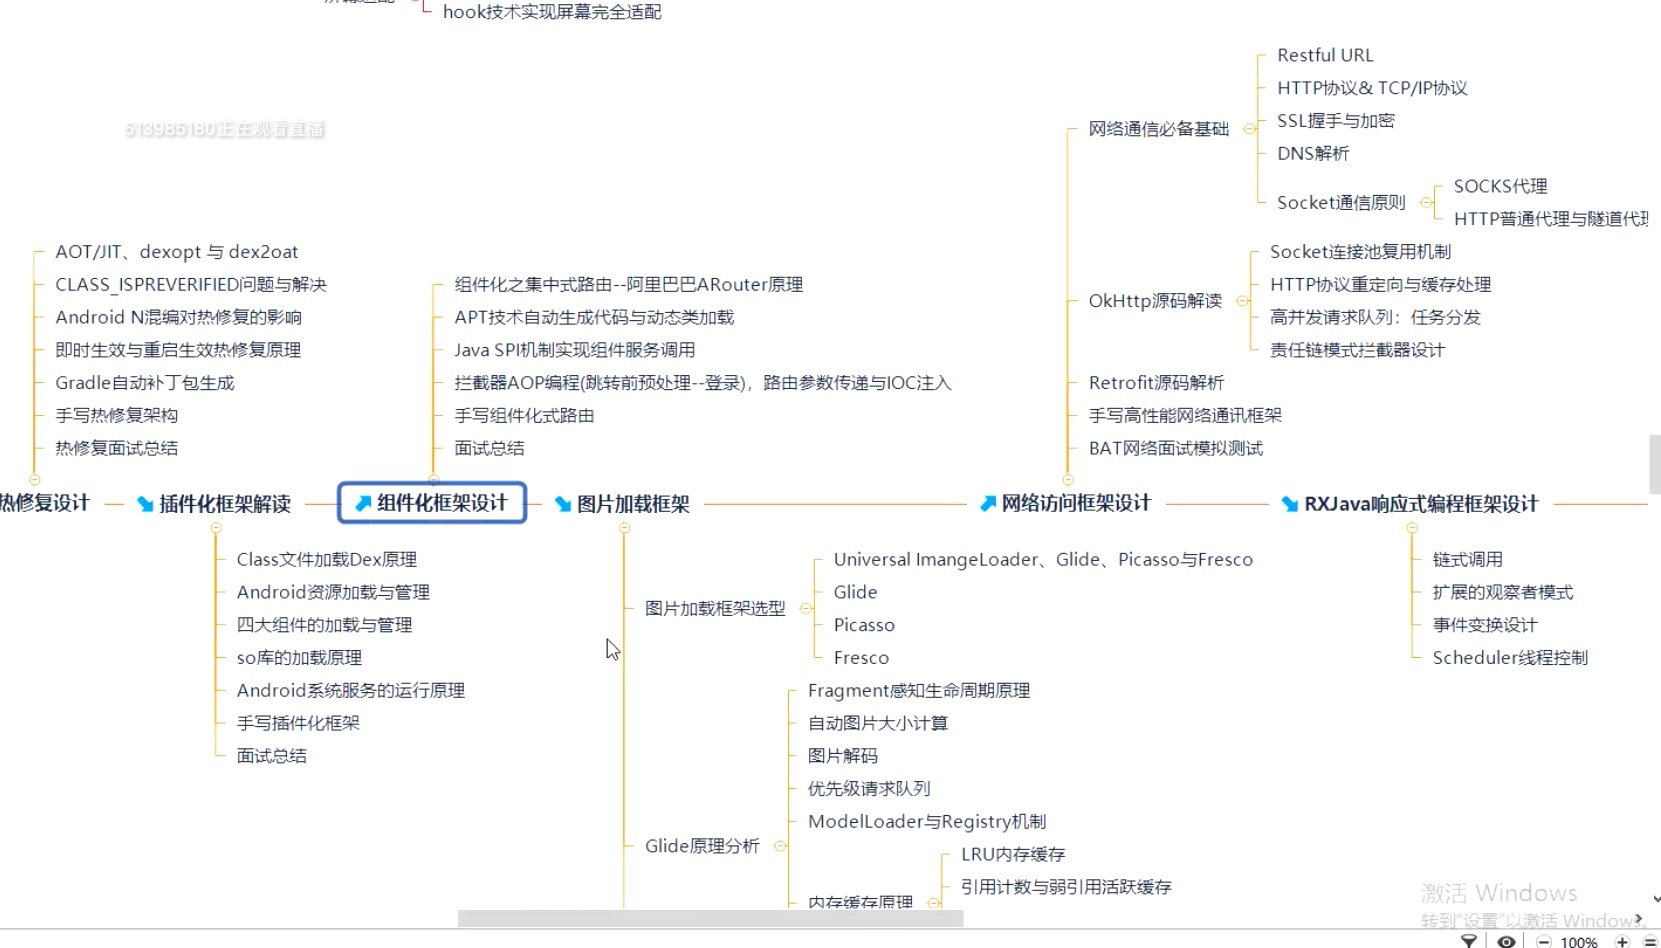 hook技术实现屏幕完全适配
513985180正在观看直播
AOT/JIT、dexopt 与 dex2oat
CLASS_ISPREVERIFIED问题与解决
Android N混编对热修复的影响
即时生效与重启生效热修复原理
Gradle自动补丁包生成
手写热修复架构
热修复面试总结
组件化之集中式路由--阿里巴巴ARouter原理
APT技术自动生成代码与动态类加载
Java SPI机制实现组件服务调用
拦截器AOP编程(跳转前预处理--登录)，路由参数传递与IOC注入
手写组件化式路由
面试总结
网络通信必备基础
Restful URL
HTTP协议& TCP/IP协议
SSL握手与加密
DNS解析
Socket通信原则
SOCKS代理
HTTP普通代理与隧道代理
OkHttp源码解读
Socket连接池复用机制
HTTP协议重定向与缓存处理
高并发请求队列：任务分发
责任链模式拦截器设计
Retrofit源码解析
手写高性能网络通讯框架
BAT网络面试模拟测试
热修复设计
插件化框架解读
组件化框架设计
图片加载框架
网络访问框架设计
RXJava响应式编程框架设计
Class文件加载Dex原理
Android资源加载与管理
四大组件的加载与管理
so库的加载原理
Android系统服务的运行原理
手写插件化框架
面试总结
图片加载框架选型
Universal ImangeLoader、Glide、Picasso与Fresco
Glide
Picasso
Fresco
Glide原理分析
Fragment感知生命周期原理
自动图片大小计算
图片解码
优先级请求队列
ModelLoader与Registry机制
内存缓存原理
LRU内存缓存
引用计数与弱引用活跃缓存
链式调用
扩展的观察者模式
事件变换设计
Scheduler线程控制
激活 Windows
转到"设置"以激活 Windows。
100%